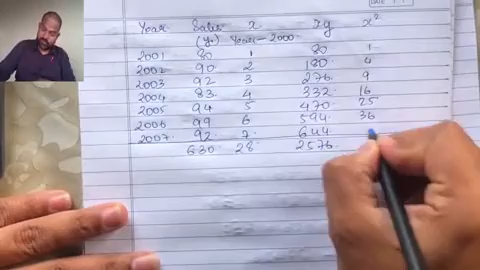 Year Sales x xy x²
(y) Year-2000
2001 80 1 80 1
2002 90 2 180 4
2003 92 3 276 9
2004 83 4 332 16
2005 94 5 470 25
2006 99 6 594 36
2007 92 7 644
630 28 2576